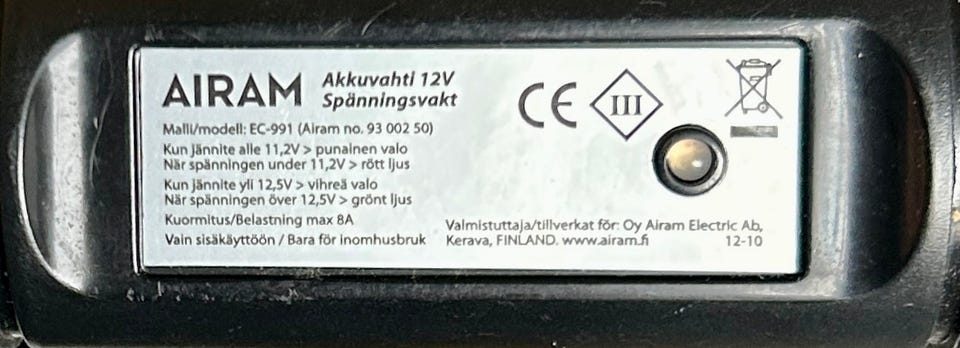 AIRAM
Akkuvahti 12V
Spänningsvakt
CE
III
Malli/modell: EC-991 (Airam no. 93 002 50)
Kun jännite alle 11,2V > punainen valo
När spänningen under 11,2V > rött ljus
Kun jännite yli 12,5V > vihreä valo
När spänningen över 12,5V > grönt ljus
Kuormitus/Belastning max 8A
Vain sisäkäyttöön / Bara för inomhusbruk
Valmistuttaja/tillverkat för: Oy Airam Electric Ab,
Kerava, FINLAND. www.airam.fi
12-10